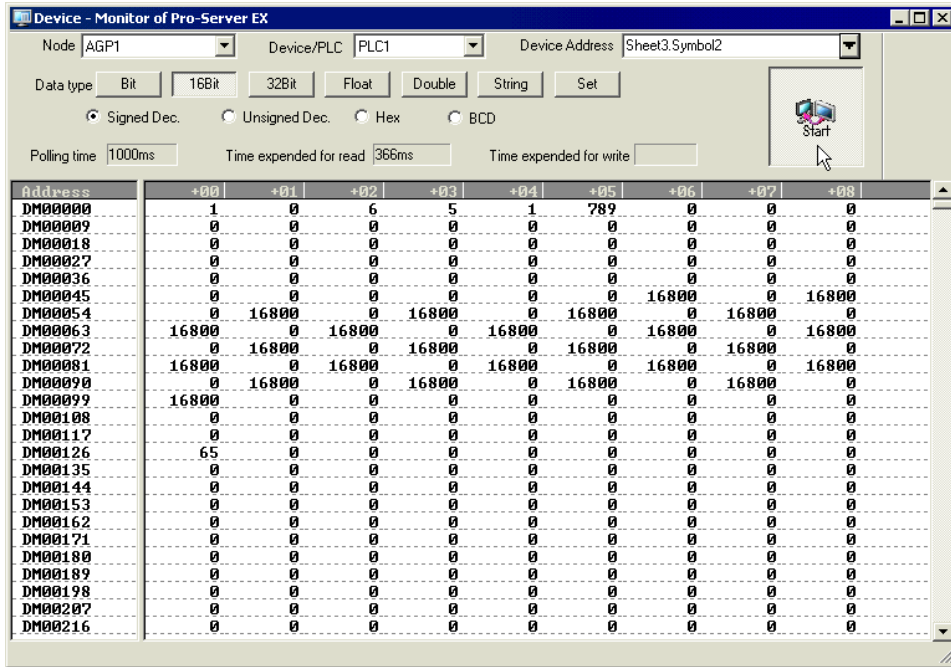 Device - Monitor of Pro-Server EX
Node AGP1 Device/PLC PLC1 Device Address Sheet3.Symbol2
Data type Bit 16Bit 32Bit Float Double String Set
Signed Dec. Unsigned Dec. Hex BCD
Start
Polling time 1000ms Time expended for read 366ms Time expended for write
Address +00 +01 +02 +03 +04 +05 +06 +07 +08
DM00000 1 0 6 5 1 789 0 0 0
DM00009 0 0 0 0 0 0 0 0 0
DM00018 0 0 0 0 0 0 0 0 0
DM00027 0 0 0 0 0 0 0 0 0
DM00036 0 0 0 0 0 0 0 0 0
DM00045 0 0 0 0 0 0 16800 0 16800
DM00054 0 16800 0 16800 0 16800 0 16800 0
DM00063 16800 0 16800 0 16800 0 16800 0 16800
DM00072 0 16800 0 16800 0 16800 0 16800 0
DM00081 16800 0 16800 0 16800 0 16800 0 16800
DM00090 0 16800 0 16800 0 16800 0 16800 0
DM00099 16800 0 0 0 0 0 0 0 0
DM00108 0 0 0 0 0 0 0 0 0
DM00117 0 0 0 0 0 0 0 0 0
DM00126 65 0 0 0 0 0 0 0 0
DM00135 0 0 0 0 0 0 0 0 0
DM00144 0 0 0 0 0 0 0 0 0
DM00153 0 0 0 0 0 0 0 0 0
DM00162 0 0 0 0 0 0 0 0 0
DM00171 0 0 0 0 0 0 0 0 0
DM00180 0 0 0 0 0 0 0 0 0
DM00189 0 0 0 0 0 0 0 0 0
DM00198 0 0 0 0 0 0 0 0 0
DM00207 0 0 0 0 0 0 0 0 0
DM00216 0 0 0 0 0 0 0 0 0